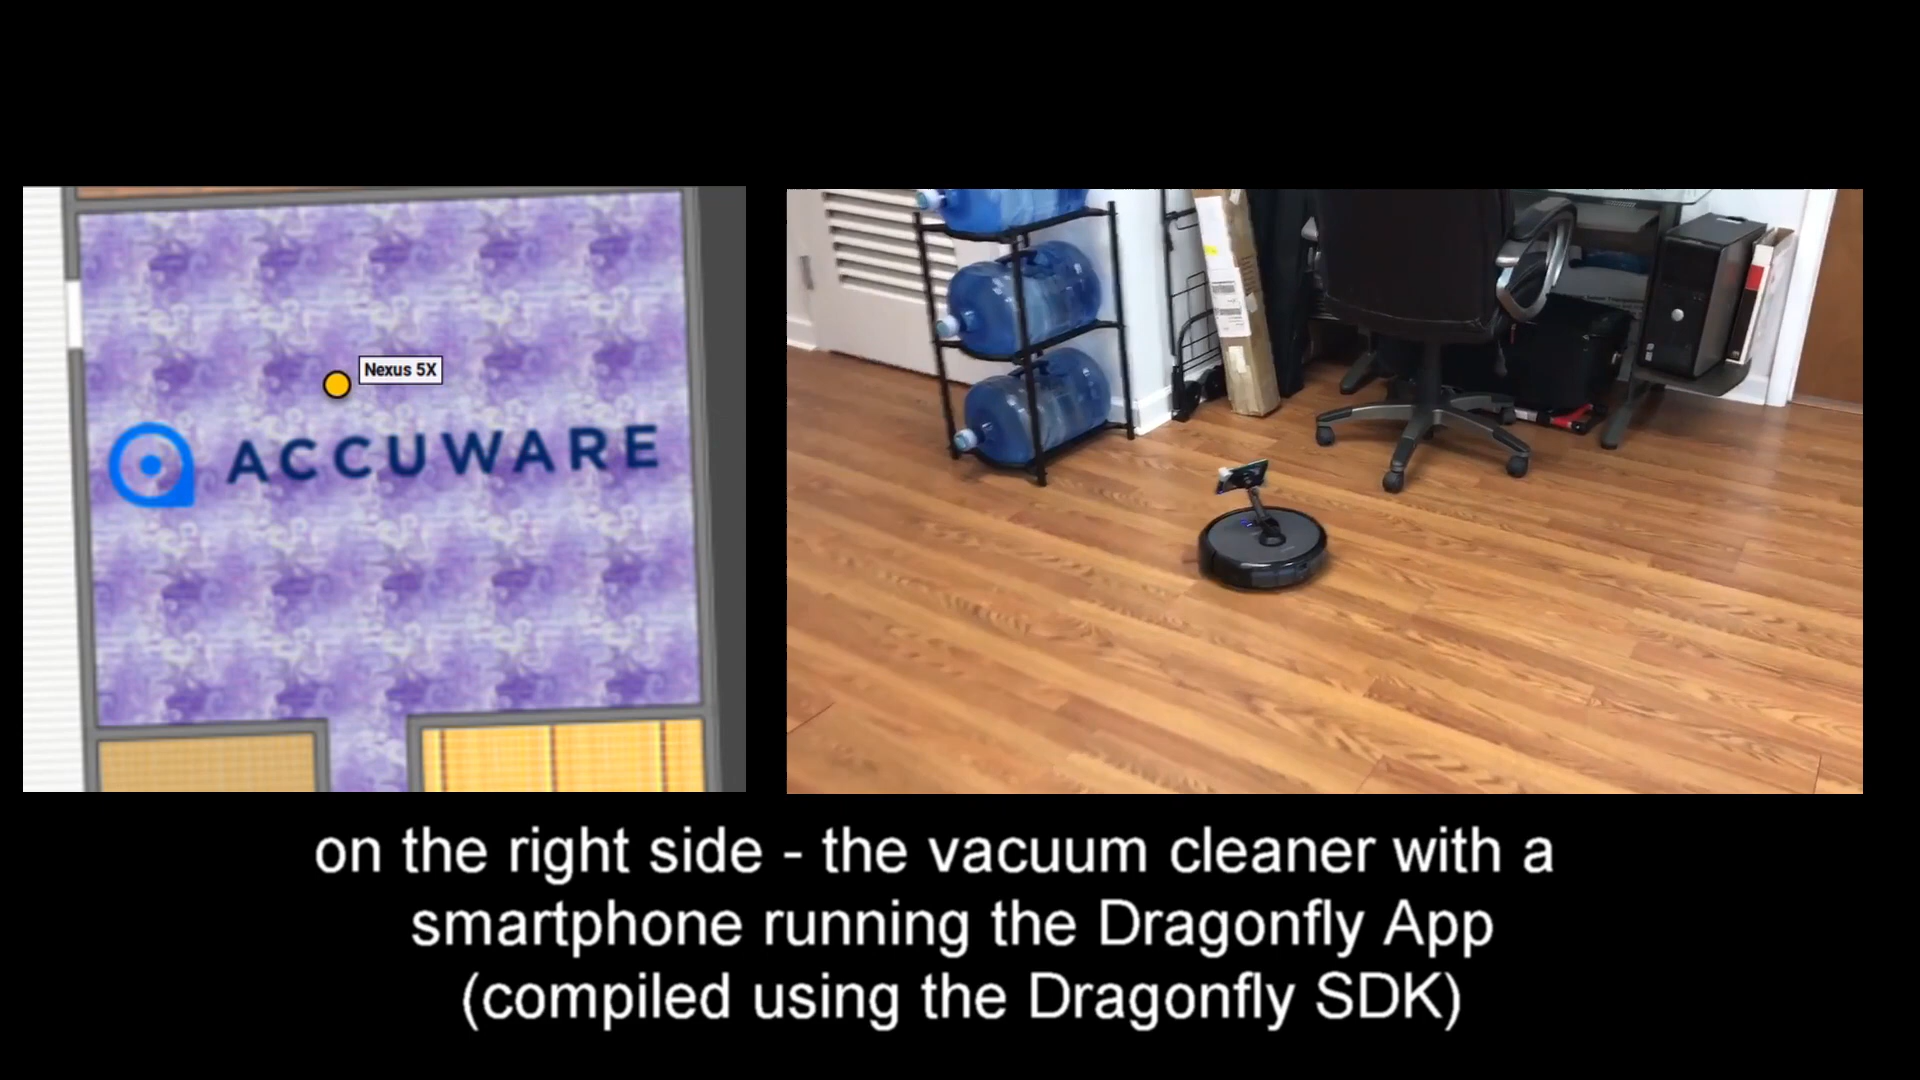 Nexus 5X
ACCUWARE
on the right side - the vacuum cleaner with a
smartphone running the Dragonfly App
(compiled using the Dragonfly SDK)